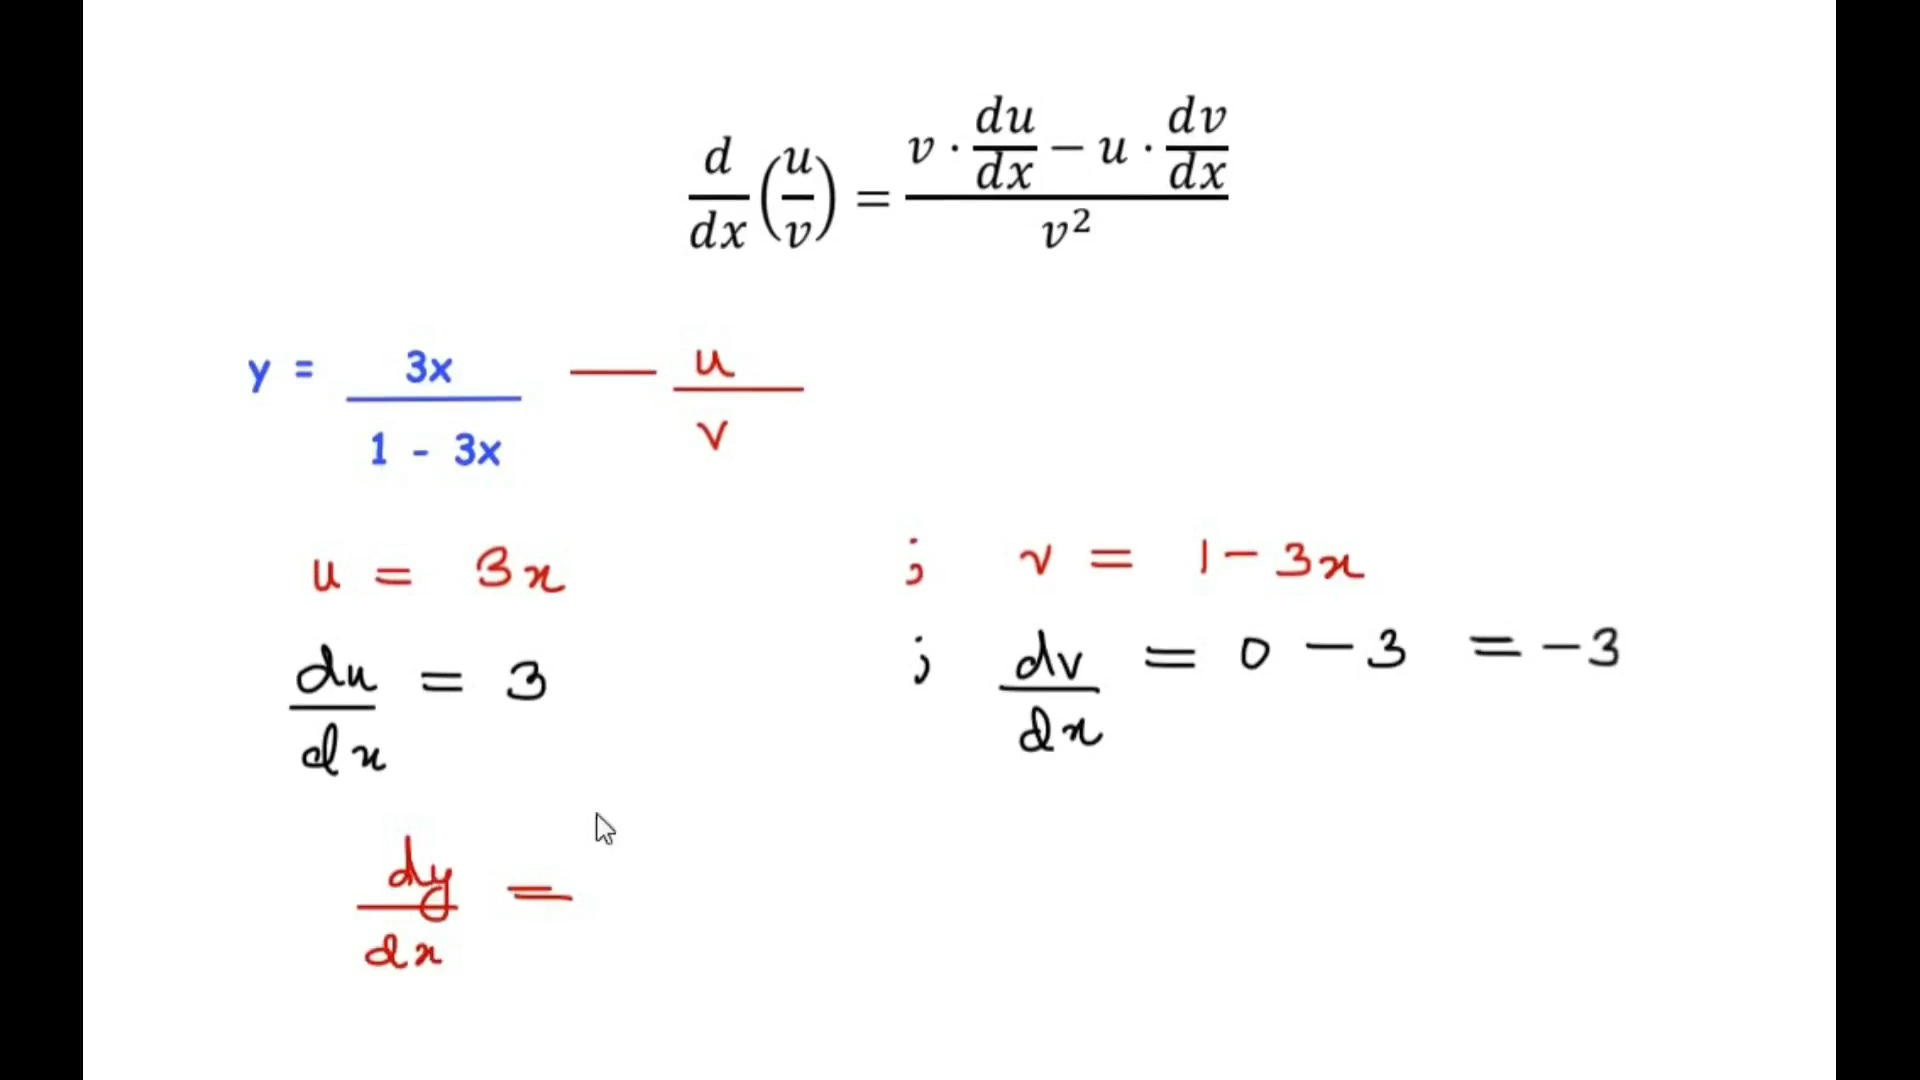 d/dx (u/v) = (v · du/dx − u · dv/dx) / v²
y = 3x / (1 - 3x) — u / v
u = 3x ; v = 1 - 3x
du/dx = 3 ; dv/dx = 0 - 3 = -3
dy/dx =